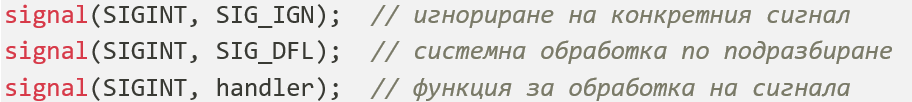 signal(SIGINT, SIG_IGN);  // игнориране на конкретния сигнал
signal(SIGINT, SIG_DFL);  // системна обработка по подразбиране
signal(SIGINT, handler);  // функция за обработка на сигнала